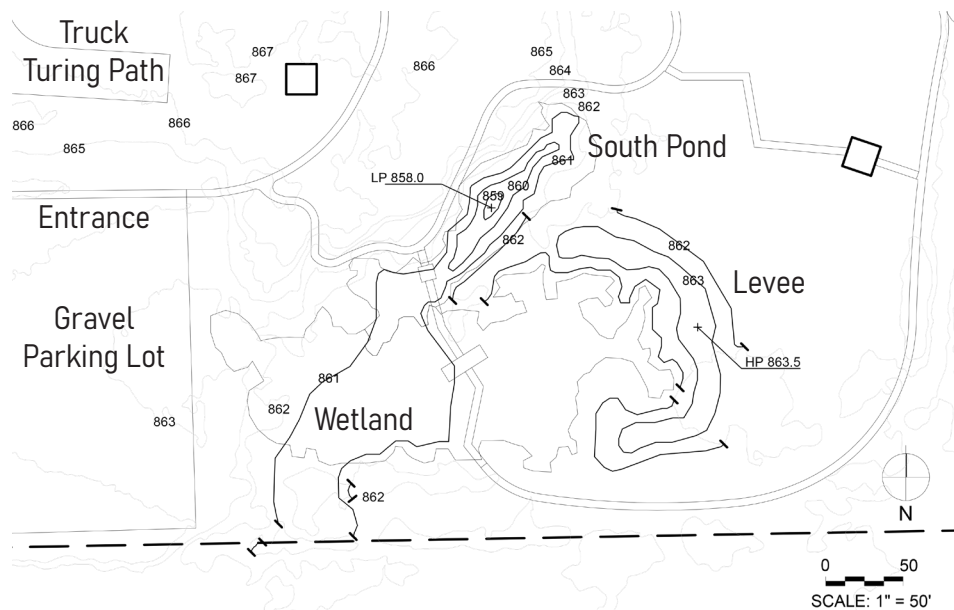 Truck
Turing Path
867
867
866
865
864
863
862
866
866
865
South Pond
861
LP 858.0
860
859
Entrance
862
862
Levee
863
Gravel
Parking Lot
HP 863.5
861
862
Wetland
863
862
N
0 50
SCALE: 1" = 50'